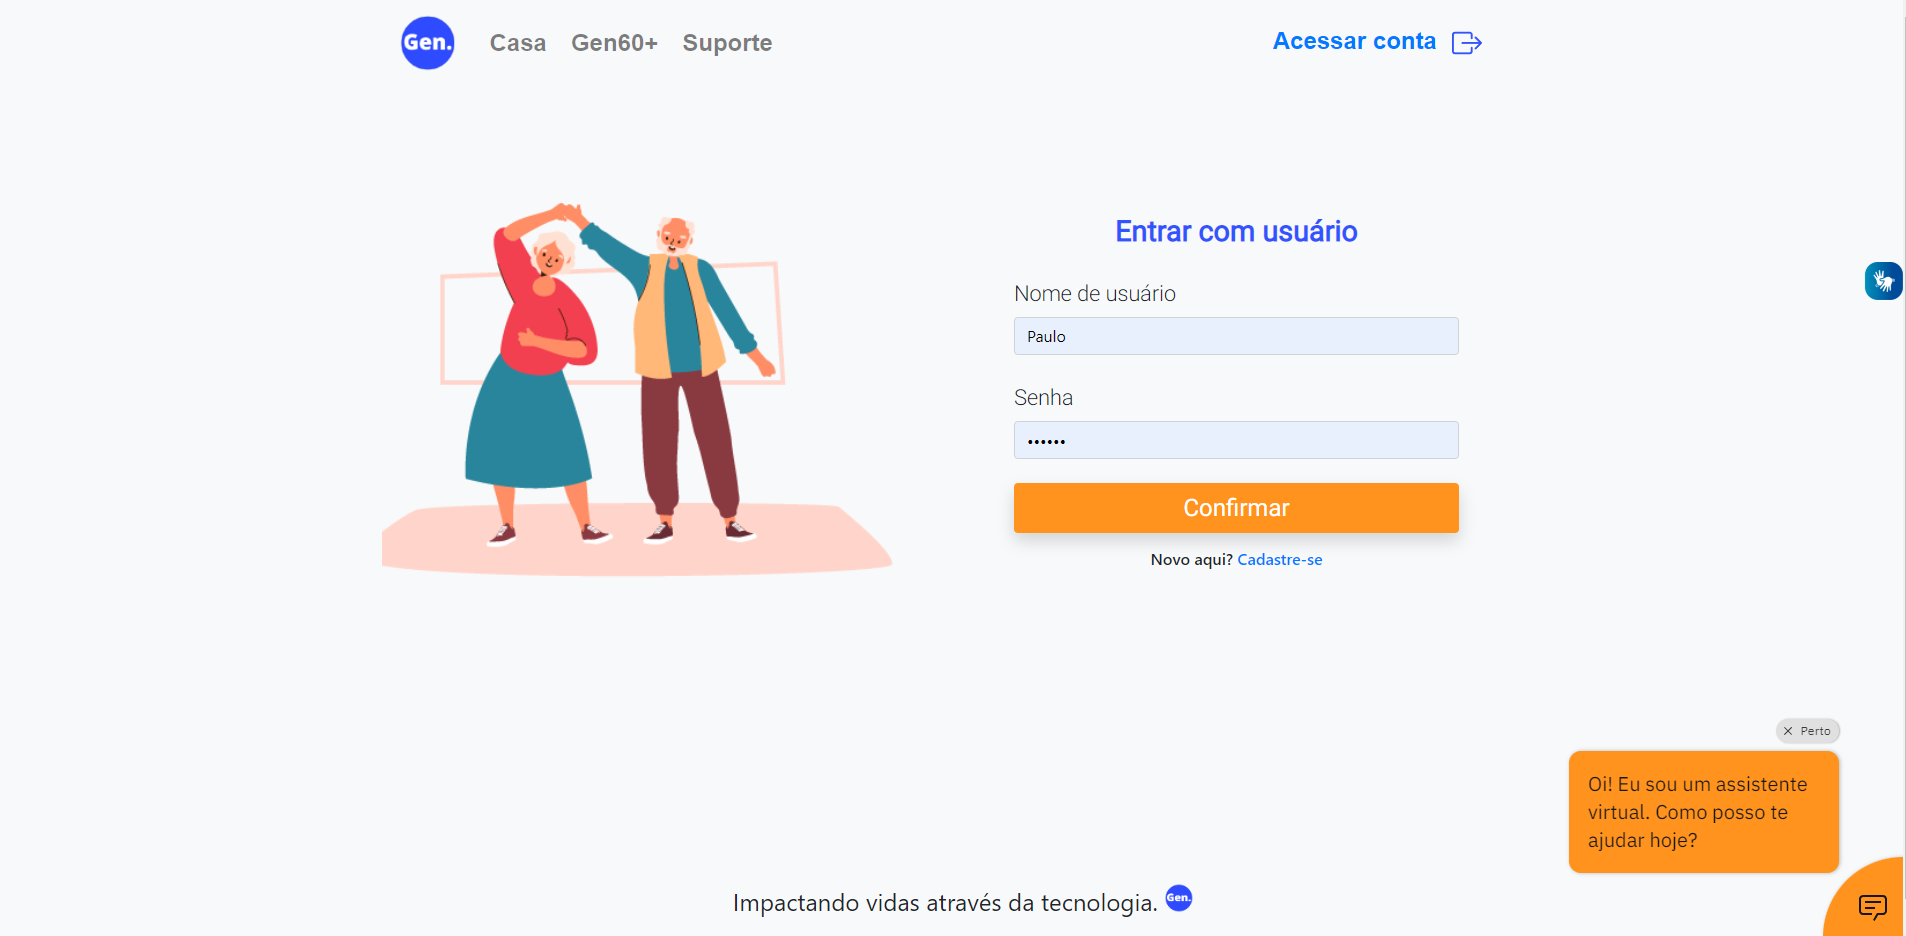 Gen. Casa Gen60+ Suporte Acessar conta
Entrar com usuário
Nome de usuário
Paulo
Senha
••••••
Confirmar
Novo aqui? Cadastre-se
× Perto
Oi! Eu sou um assistente
virtual. Como posso te
ajudar hoje?
Impactando vidas através da tecnologia. Gen.